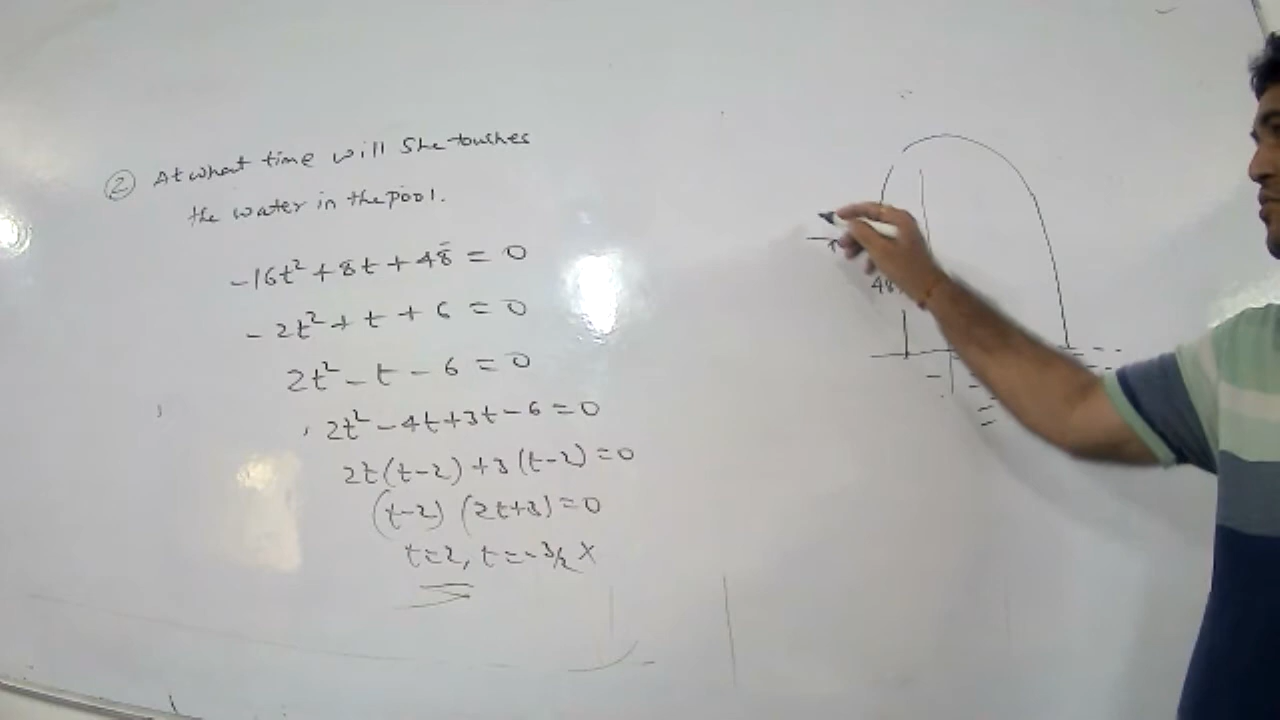 ② At what time will She toushes
the water in the pool.
-16t² + 8t + 48 = 0
-2t² + t + 6 = 0
2t² - t - 6 = 0
2t² - 4t + 3t - 6 = 0
2t(t-2) + 3(t-2) = 0
(t-2) (2t+3) = 0
t=2, t=-3/2 X
48